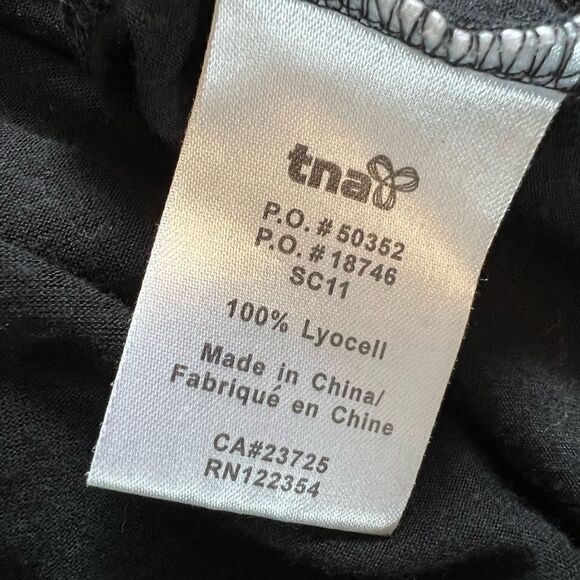 tna
P.O. # 50352
P.O. # 18746
SC11
100% Lyocell
Made in China/
Fabriqué en Chine
CA#23725
RN122354